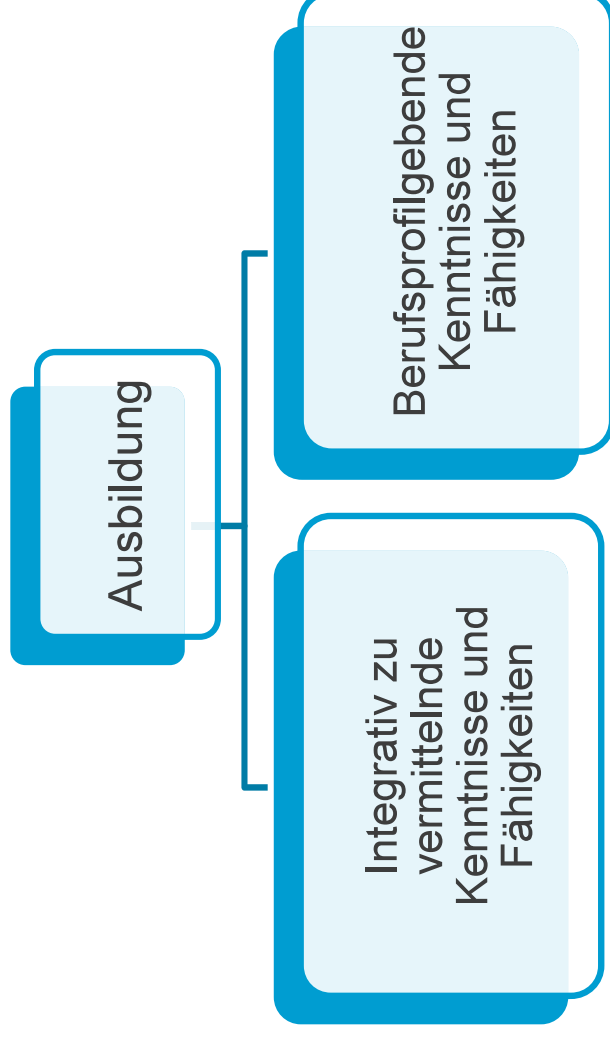 Ausbildung
Integrativ zu
vermittelnde
Kenntnisse und
Fähigkeiten
Berufsprofilgebende
Kenntnisse und
Fähigkeiten